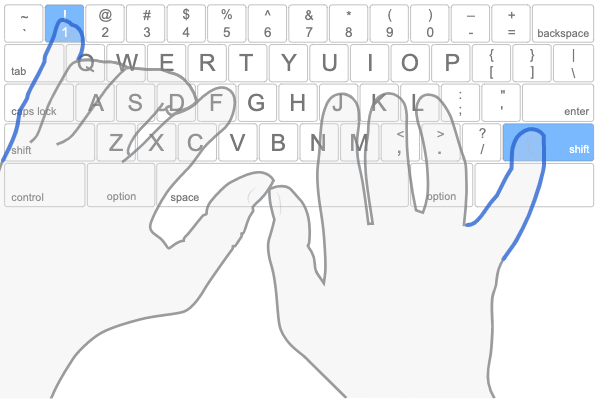 ~ ! @ # $ % ^ & * ( ) – +
` 1 2 3 4 5 6 7 8 9 0 - = backspace
tab Q W E R T Y U I O P { [ } ] | \
caps lock A S D F G H J K L : ; " ' enter
shift Z X C V B N M < , > . ? / shift
control option space option